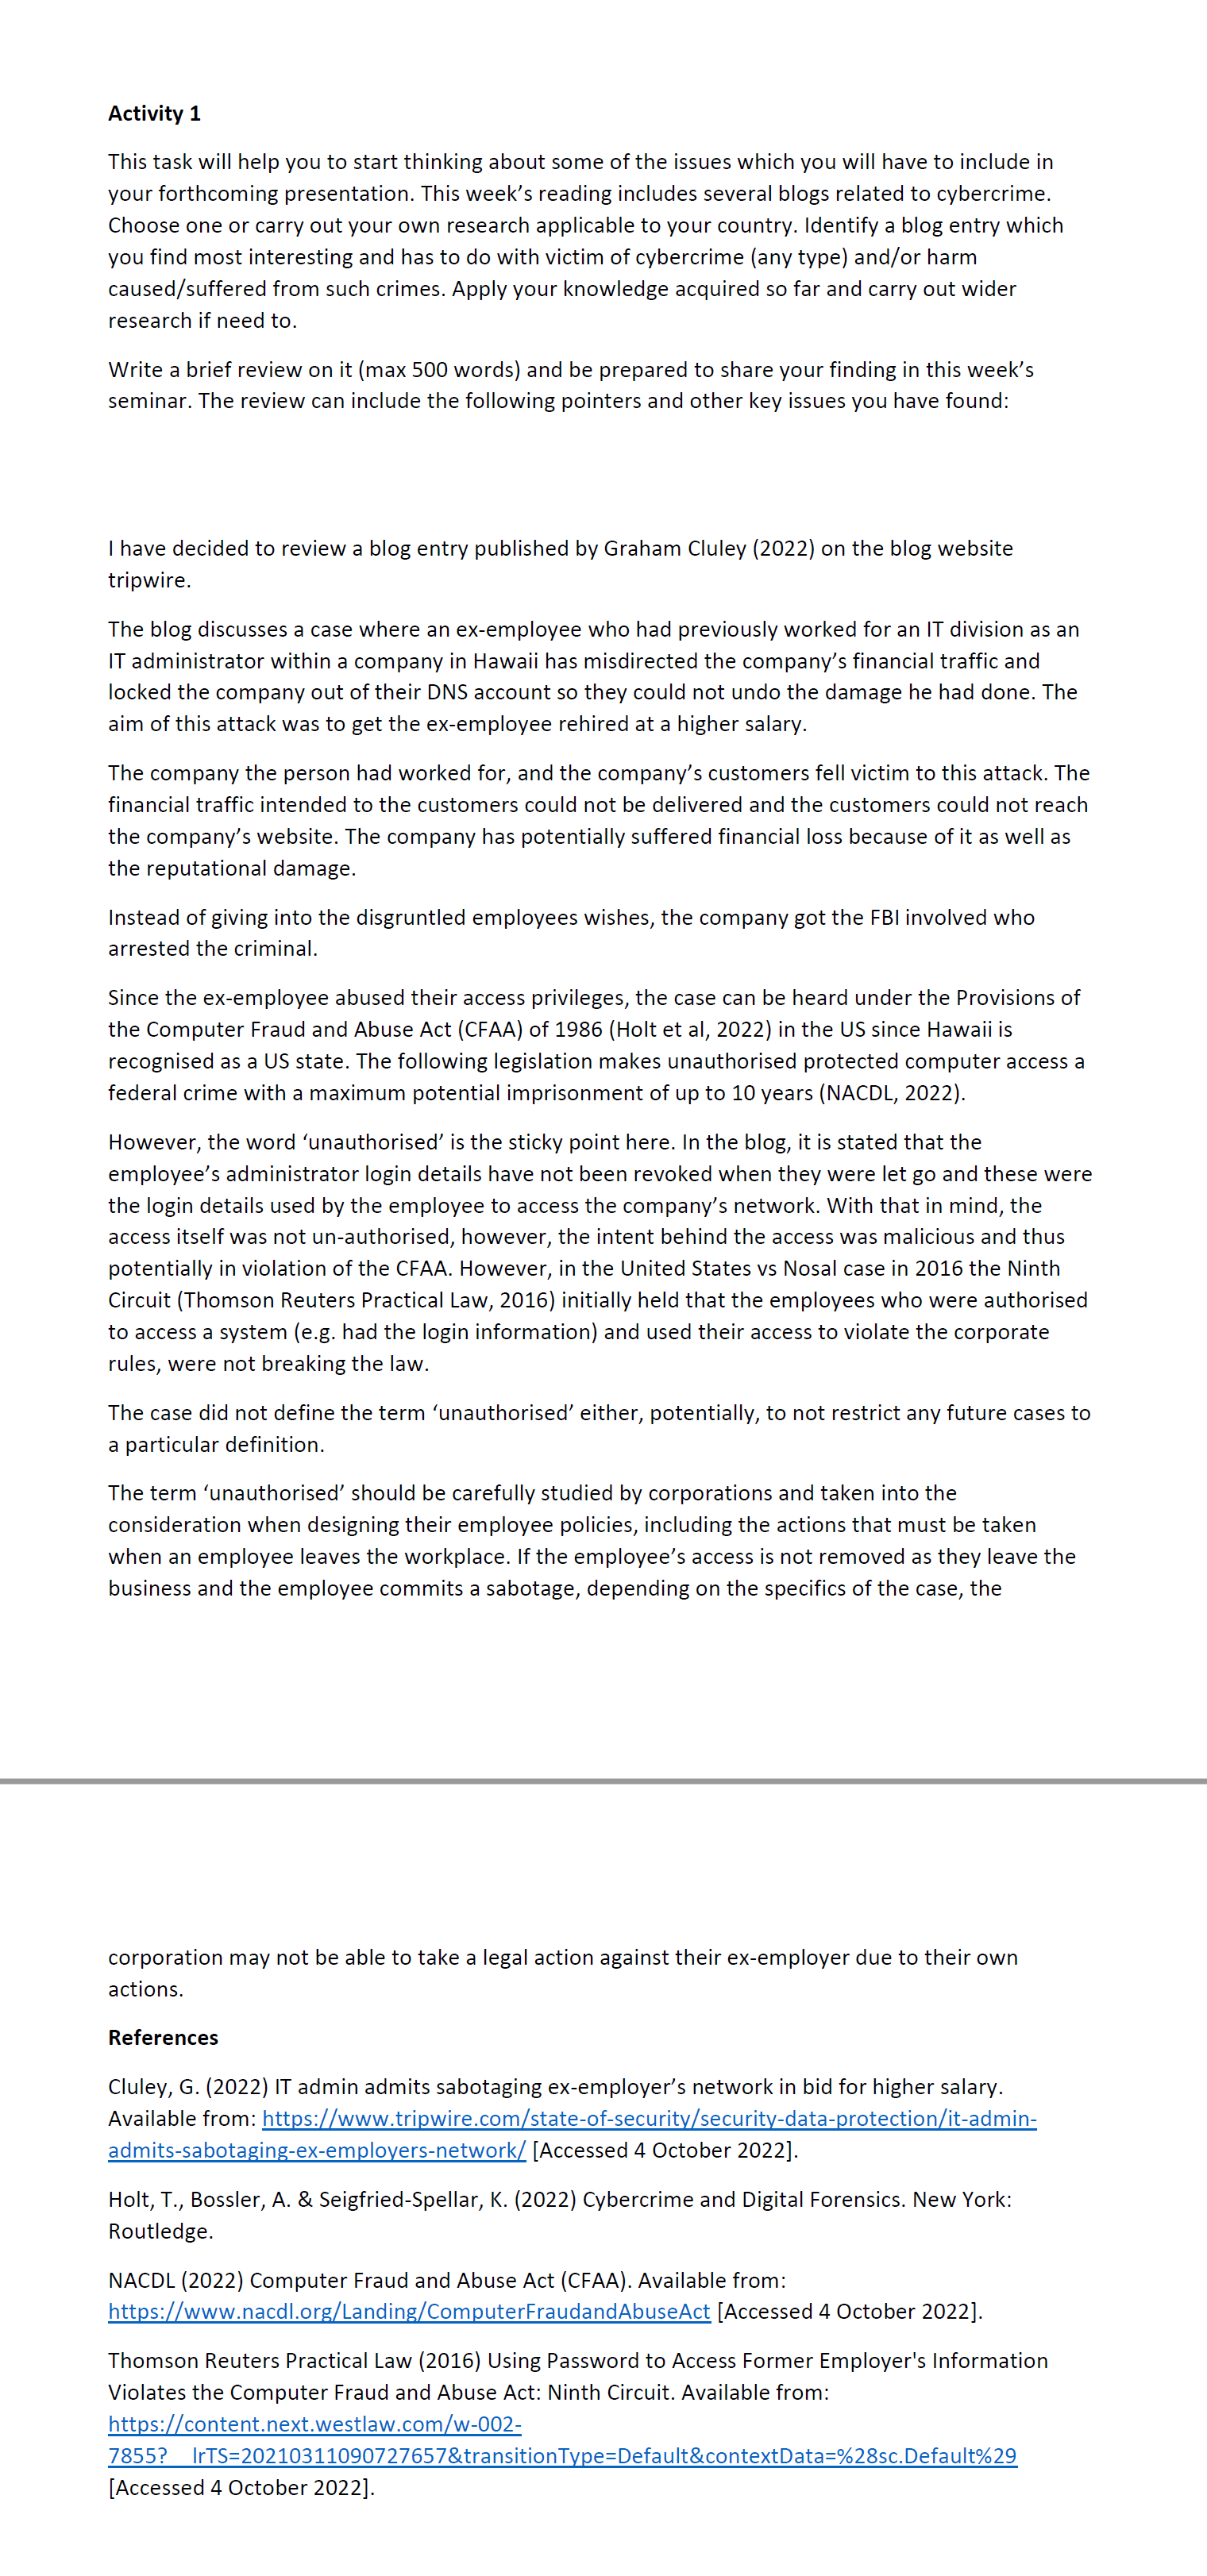 Activity 1
This task will help you to start thinking about some of the issues which you will have to include in
your forthcoming presentation. This week’s reading includes several blogs related to cybercrime.
Choose one or carry out your own research applicable to your country. Identify a blog entry which
you find most interesting and has to do with victim of cybercrime (any type) and/or harm
caused/suffered from such crimes. Apply your knowledge acquired so far and carry out wider
research if need to.
Write a brief review on it (max 500 words) and be prepared to share your finding in this week’s
seminar. The review can include the following pointers and other key issues you have found:
I have decided to review a blog entry published by Graham Cluley (2022) on the blog website
tripwire.
The blog discusses a case where an ex-employee who had previously worked for an IT division as an
IT administrator within a company in Hawaii has misdirected the company’s financial traffic and
locked the company out of their DNS account so they could not undo the damage he had done. The
aim of this attack was to get the ex-employee rehired at a higher salary.
The company the person had worked for, and the company’s customers fell victim to this attack. The
financial traffic intended to the customers could not be delivered and the customers could not reach
the company’s website. The company has potentially suffered financial loss because of it as well as
the reputational damage.
Instead of giving into the disgruntled employees wishes, the company got the FBI involved who
arrested the criminal.
Since the ex-employee abused their access privileges, the case can be heard under the Provisions of
the Computer Fraud and Abuse Act (CFAA) of 1986 (Holt et al, 2022) in the US since Hawaii is
recognised as a US state. The following legislation makes unauthorised protected computer access a
federal crime with a maximum potential imprisonment of up to 10 years (NACDL, 2022).
However, the word ‘unauthorised’ is the sticky point here. In the blog, it is stated that the
employee’s administrator login details have not been revoked when they were let go and these were
the login details used by the employee to access the company’s network. With that in mind, the
access itself was not un-authorised, however, the intent behind the access was malicious and thus
potentially in violation of the CFAA. However, in the United States vs Nosal case in 2016 the Ninth
Circuit (Thomson Reuters Practical Law, 2016) initially held that the employees who were authorised
to access a system (e.g. had the login information) and used their access to violate the corporate
rules, were not breaking the law.
The case did not define the term ‘unauthorised’ either, potentially, to not restrict any future cases to
a particular definition.
The term ‘unauthorised’ should be carefully studied by corporations and taken into the
consideration when designing their employee policies, including the actions that must be taken
when an employee leaves the workplace. If the employee’s access is not removed as they leave the
business and the employee commits a sabotage, depending on the specifics of the case, the
corporation may not be able to take a legal action against their ex-employer due to their own
actions.
References
Cluley, G. (2022) IT admin admits sabotaging ex-employer’s network in bid for higher salary.
Available from: https://www.tripwire.com/state-of-security/security-data-protection/it-admin-
admits-sabotaging-ex-employers-network/ [Accessed 4 October 2022].
Holt, T., Bossler, A. & Seigfried-Spellar, K. (2022) Cybercrime and Digital Forensics. New York:
Routledge.
NACDL (2022) Computer Fraud and Abuse Act (CFAA). Available from:
https://www.nacdl.org/Landing/ComputerFraudandAbuseAct [Accessed 4 October 2022].
Thomson Reuters Practical Law (2016) Using Password to Access Former Employer's Information
Violates the Computer Fraud and Abuse Act: Ninth Circuit. Available from:
https://content.next.westlaw.com/w-002-
7855?__lrTS=20210311090727657&transitionType=Default&contextData=%28sc.Default%29
[Accessed 4 October 2022].